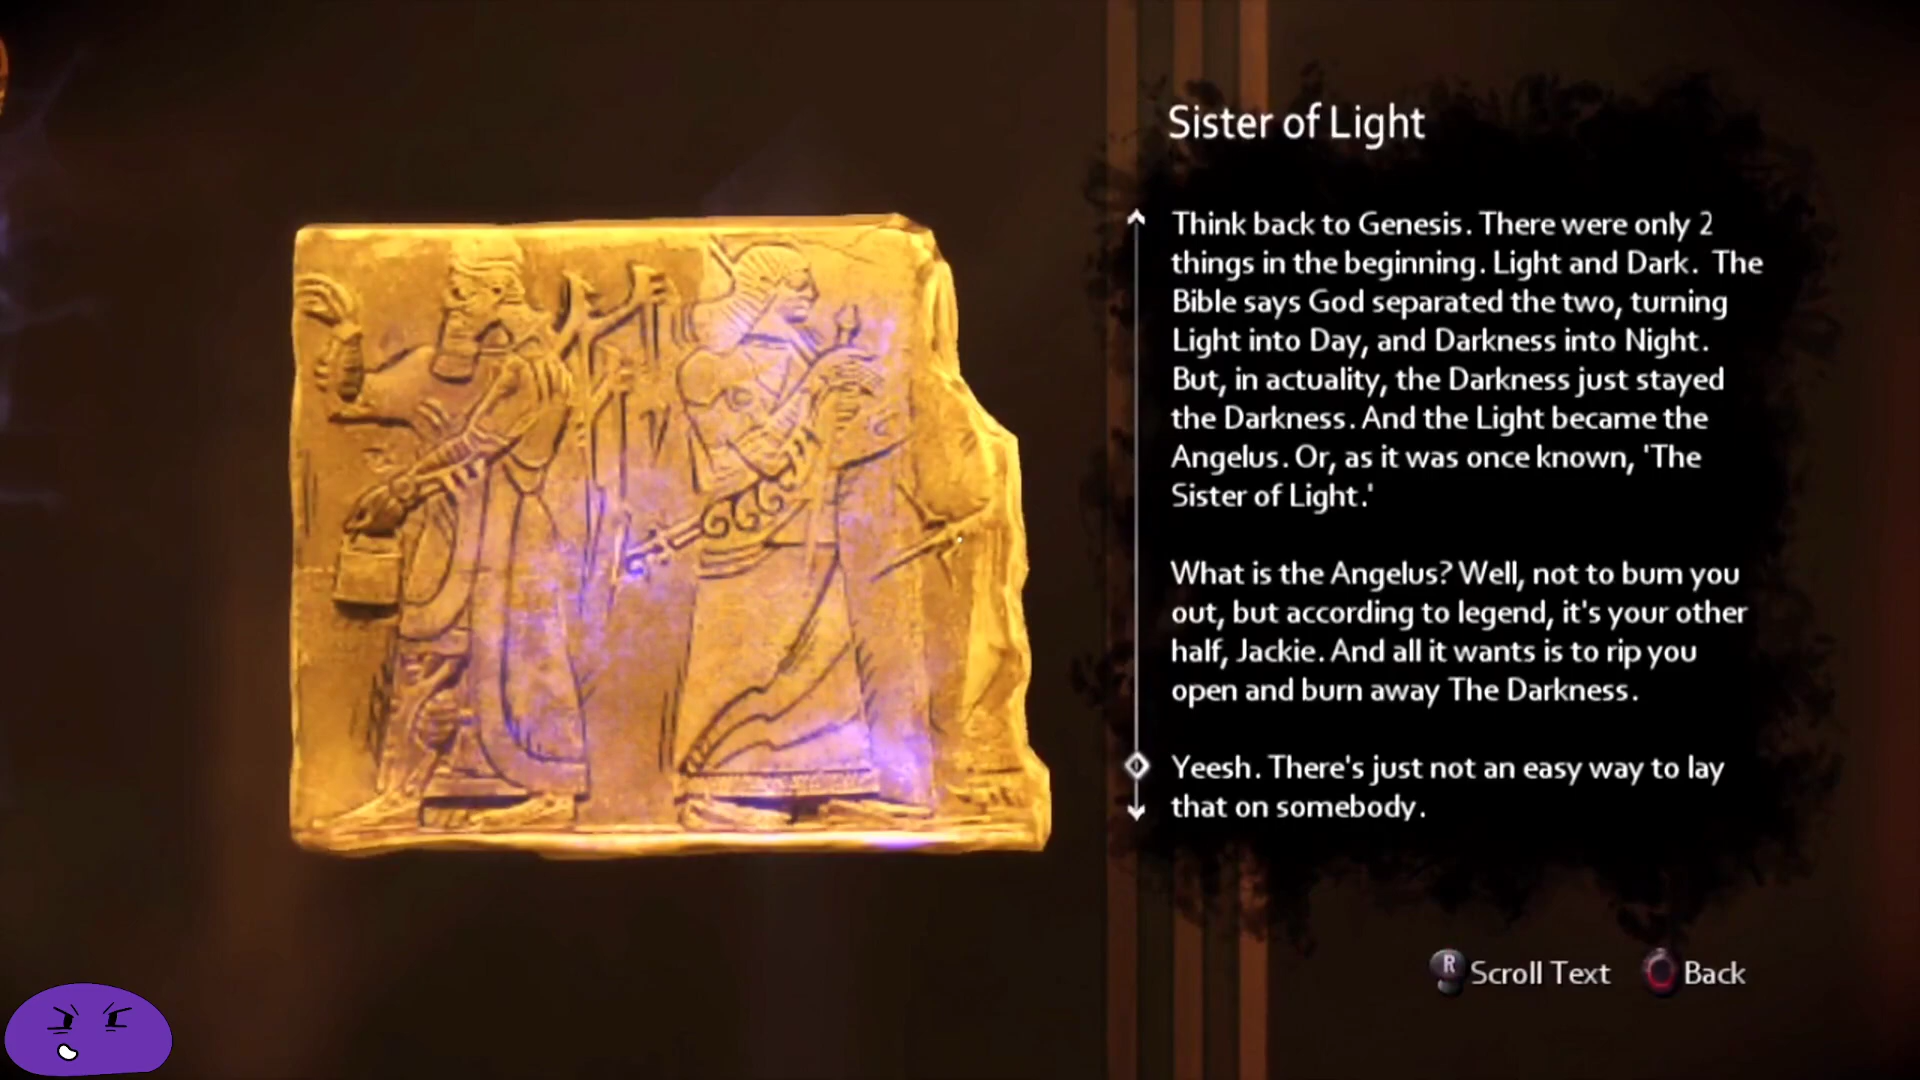 Sister of Light
Think back to Genesis. There were only 2
things in the beginning. Light and Dark.  The
Bible says God separated the two, turning
Light into Day, and Darkness into Night.
But, in actuality, the Darkness just stayed
the Darkness. And the Light became the
Angelus. Or, as it was once known, 'The
Sister of Light.'
What is the Angelus? Well, not to bum you
out, but according to legend, it's your other
half, Jackie. And all it wants is to rip you
open and burn away The Darkness.
Yeesh. There's just not an easy way to lay
that on somebody.
R Scroll Text Back